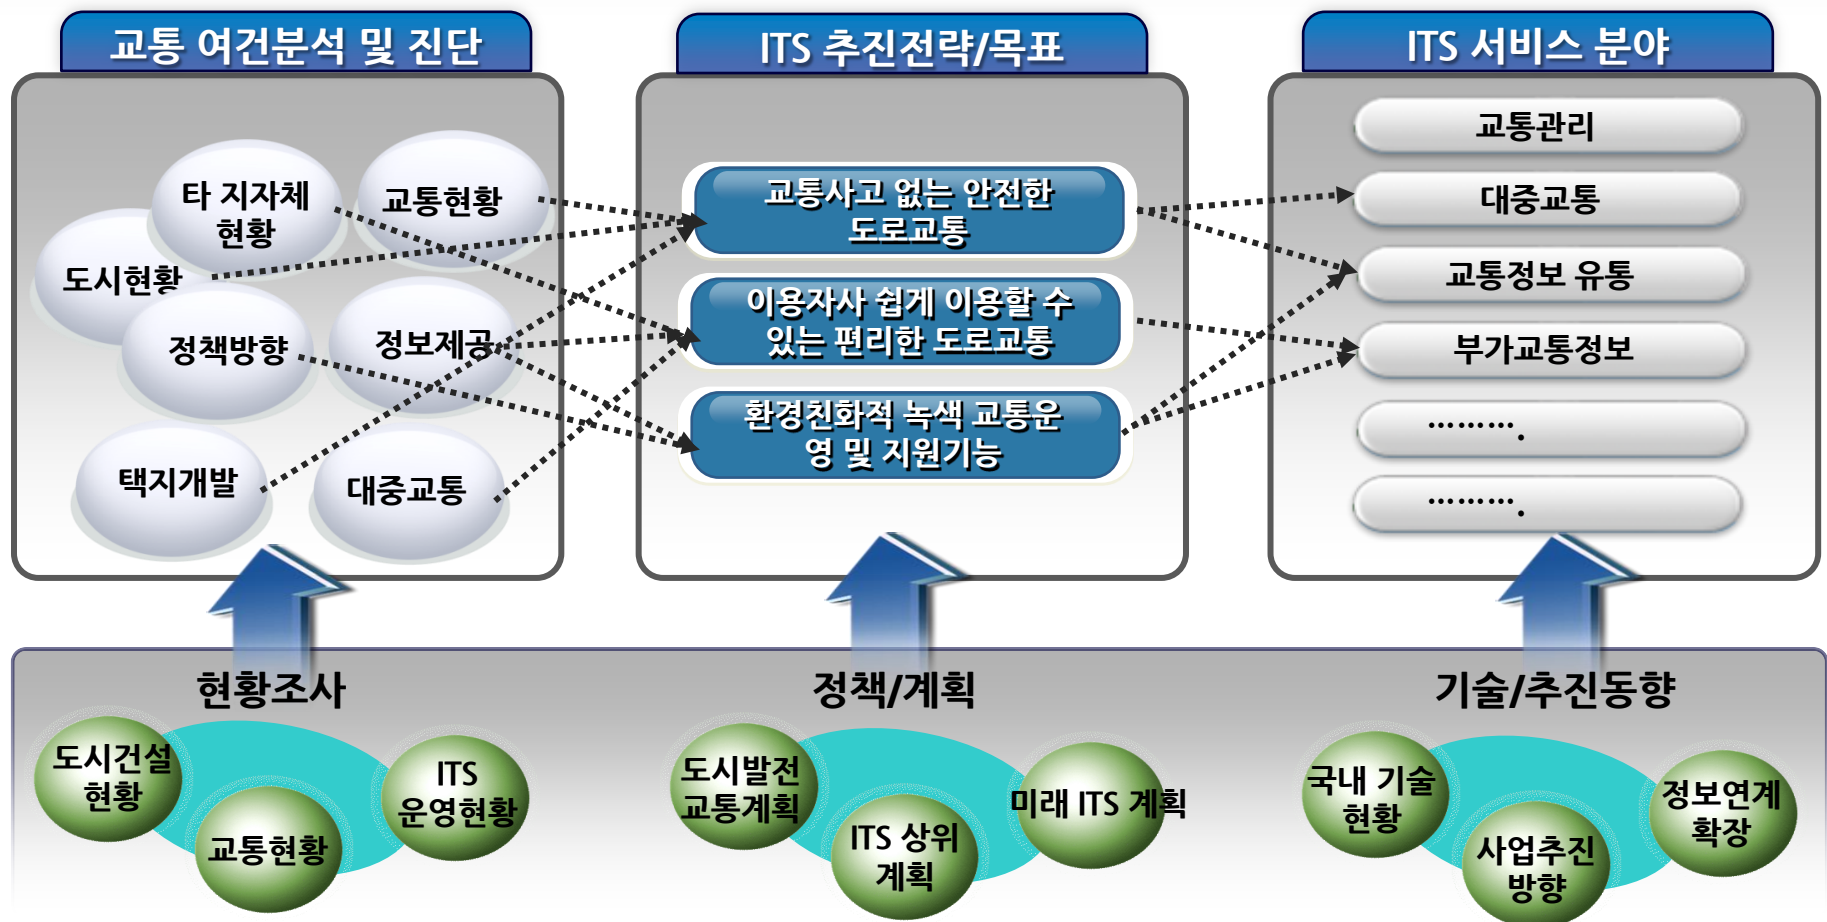 교통 여건분석 및 진단
타 지자체
현황
교통현황
도시현황
정책방향
정보제공
택지개발
대중교통
ITS 추진전략/목표
교통사고 없는 안전한
도로교통
이용자사 쉽게 이용할 수
있는 편리한 도로교통
환경친화적 녹색 교통운
영 및 지원기능
ITS 서비스 분야
교통관리
대중교통
교통정보 유통
부가교통정보
……….
……….
현황조사
도시건설
현황
교통현황
ITS
운영현황
정책/계획
도시발전
교통계획
ITS 상위
계획
미래 ITS 계획
기술/추진동향
국내 기술
현황
사업추진
방향
정보연계
확장